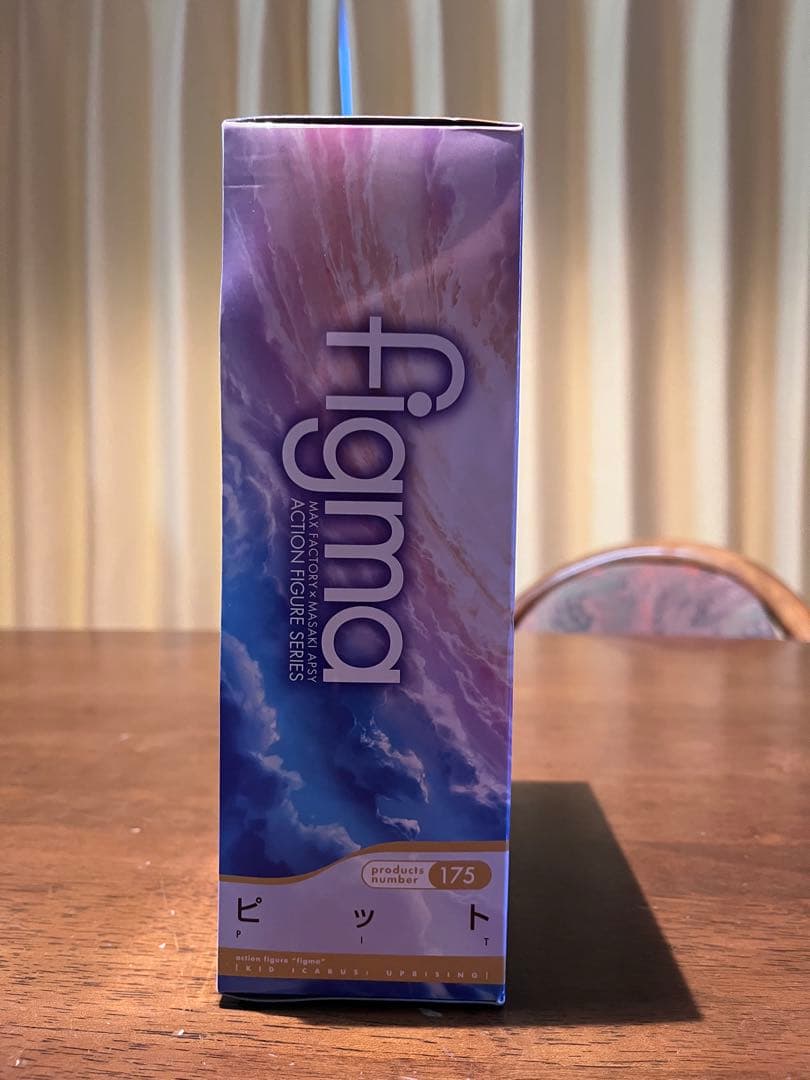 figma
MAX FACTORY × MASAKI APSY
ACTION FIGURE SERIES
products number 175
ピット
PIT
action figure "figma"
[KID ICARUS: UPRISING]